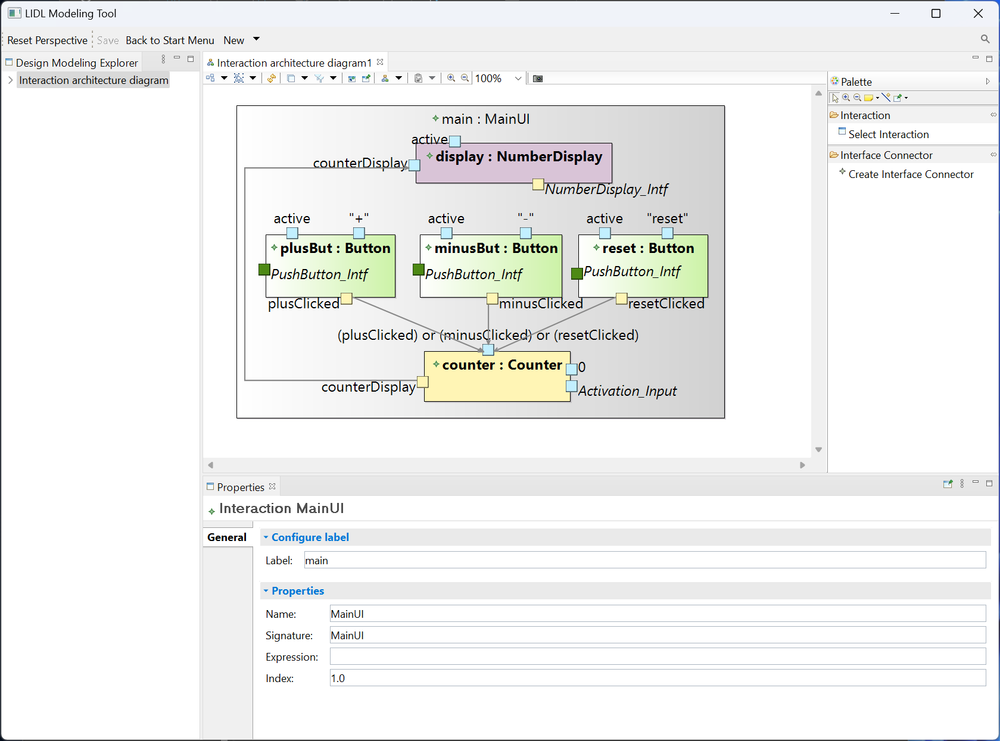 LIDL Modeling Tool
Reset Perspective Save Back to Start Menu New
Design Modeling Explorer
Interaction architecture diagram
Interaction architecture diagram1
100%
main : MainUI
active
display : NumberDisplay
counterDisplay
NumberDisplay_Intf
active "+" active "-" active "reset"
plusBut : Button minusBut : Button reset : Button
PushButton_Intf PushButton_Intf PushButton_Intf
plusClicked minusClicked resetClicked
(plusClicked) or (minusClicked) or (resetClicked)
counter : Counter 0
counterDisplay Activation_Input
Palette
Interaction
Select Interaction
Interface Connector
Create Interface Connector
Properties
Interaction MainUI
General
Configure label
Label: main
Properties
Name: MainUI
Signature: MainUI
Expression:
Index: 1.0